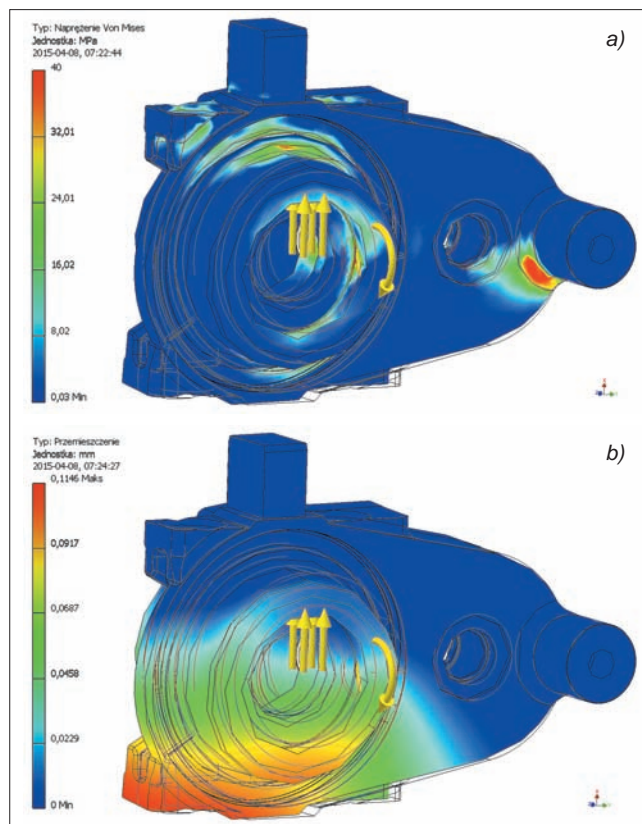 Typ: Naprężenie Von Mises
Jednostka: MPa
2015-04-08, 07:22:44
a)
40
32,01
24,01
16,02
8,02
0,03 Min
Typ: Przemieszczenie
Jednostka: mm
2015-04-08, 07:24:27
b)
0,1146 Maks
0,0917
0,0687
0,0458
0,0229
0 Min